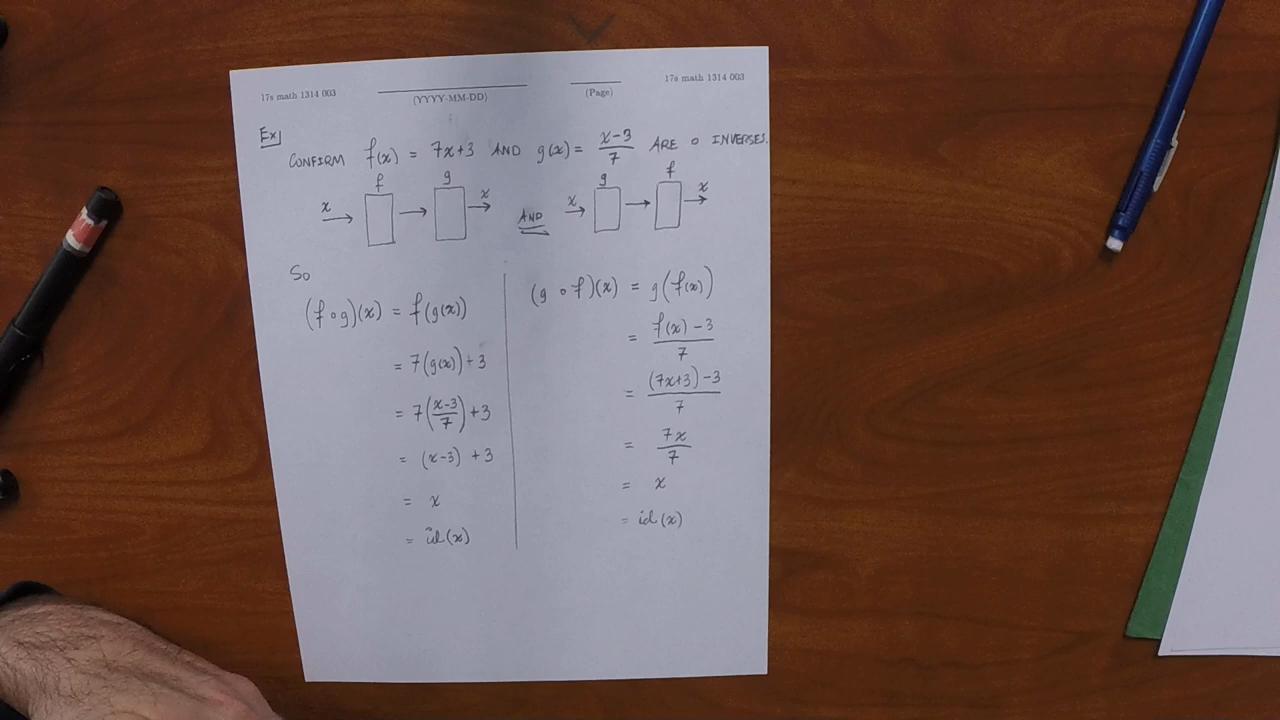 17s math 1314 003 (YYYY-MM-DD) (Page) 17s math 1314 003
Ex
CONFIRM f(x) = 7x+3 AND g(x) = x-3/7 ARE ∘ INVERSES.
f g g f
x x AND x x
So
(f∘g)(x) = f(g(x))
= 7(g(x))+3
= 7(x-3/7)+3
= (x-3)+3
= x
= id(x)
(g∘f)(x) = g(f(x))
= f(x)-3/7
= (7x+3)-3/7
= 7x/7
= x
= id(x)